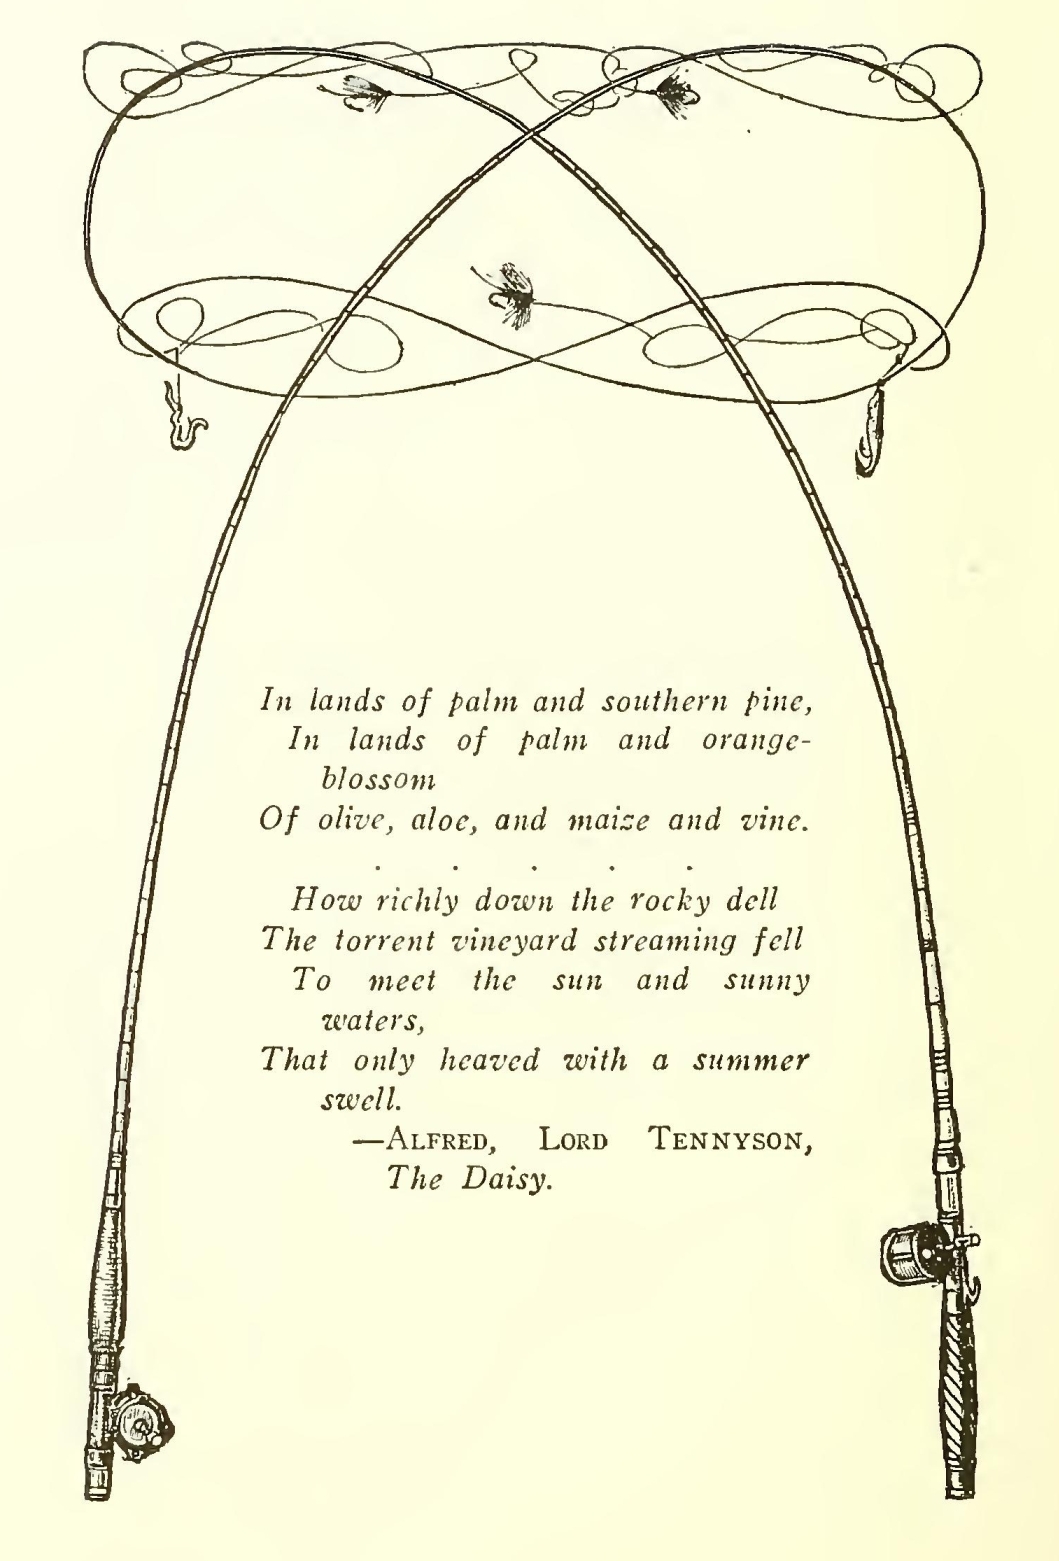 In lands of palm and southern pine,
In lands of palm and orange-
blossom
Of olive, aloe, and maize and vine.
. . . . .
How richly down the rocky dell
The torrent vineyard streaming fell
To meet the sun and sunny
waters,
That only heaved with a summer
swell.
—ALFRED, LORD TENNYSON,
The Daisy.